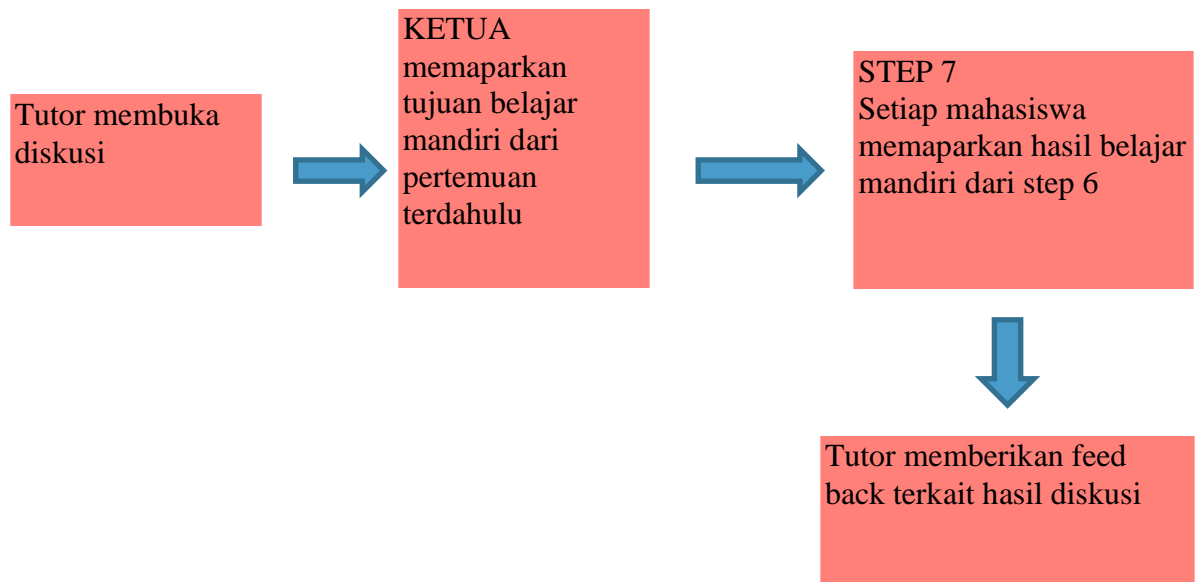 Tutor membuka
diskusi
KETUA
memaparkan
tujuan belajar
mandiri dari
pertemuan
terdahulu
STEP 7
Setiap mahasiswa
memaparkan hasil belajar
mandiri dari step 6
Tutor memberikan feed
back terkait hasil diskusi